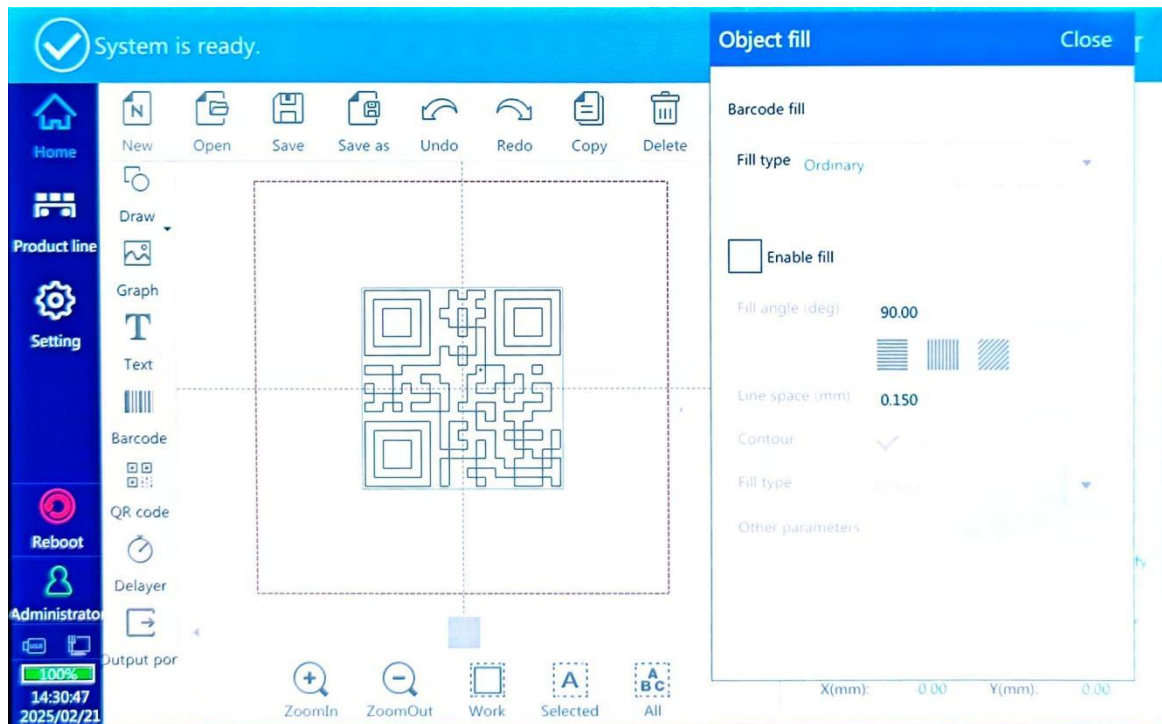 System is ready.
Object fill
Close
Home
Product line
Setting
Reboot
Administrator
100%
14:30:47
2025/02/21
New
Open
Save
Save as
Undo
Redo
Copy
Delete
Draw
Graph
Text
Barcode
QR code
Delayer
Output por
ZoomIn
ZoomOut
Work
Selected
All
Barcode fill
Fill type
Ordinary
Enable fill
Fill angle (deg)
90.00
Line space (mm)
0.150
Contour
Fill type
Other parameters
X(mm):
0.00
Y(mm):
0.00